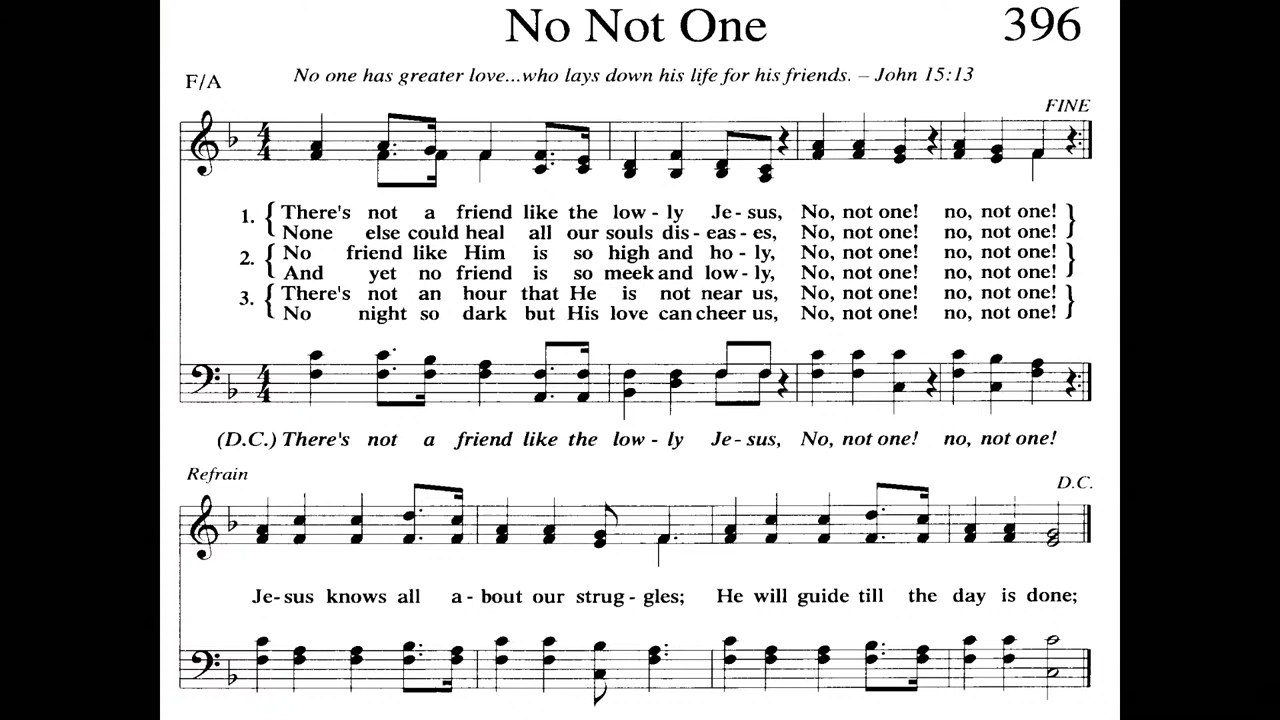 No Not One 396
No one has greater love...who lays down his life for his friends. – John 15:13
F/A
FINE
1. { There's not a friend like the low - ly Je - sus, No, not one! no, not one! }
None else could heal all our souls dis - eas - es, No, not one! no, not one!
2. { No friend like Him is so high and ho - ly, No, not one! no, not one! }
And yet no friend is so meek and low - ly, No, not one! no, not one!
3. { There's not an hour that He is not near us, No, not one! no, not one! }
No night so dark but His love can cheer us, No, not one! no, not one!
(D.C.) There's not a friend like the low - ly Je - sus, No, not one! no, not one!
Refrain
D.C.
Je - sus knows all a - bout our strug - gles; He will guide till the day is done;